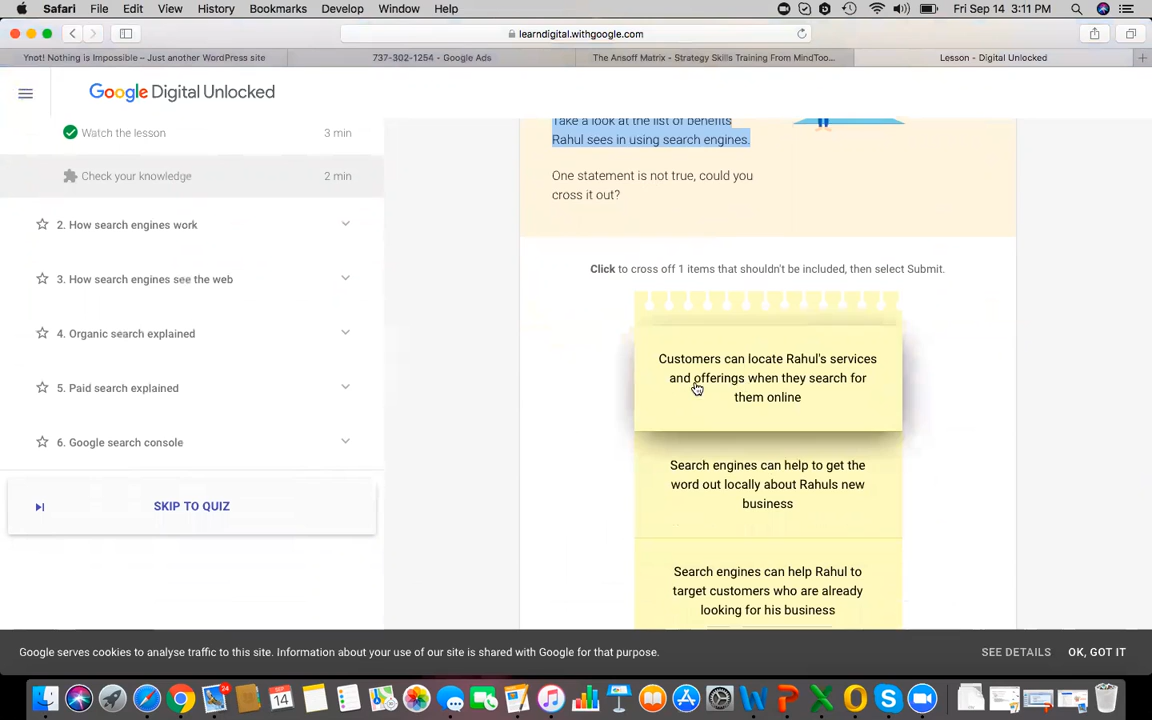 Safari File Edit View History Bookmarks Develop Window Help Fri Sep 14 3:11 PM
learndigital.withgoogle.com
Ynot! Nothing is Impossible – Just another WordPress site 737-302-1254 - Google Ads The Ansoff Matrix - Strategy Skills Training From MindToo... Lesson - Digital Unlocked
Google Digital Unlocked
Watch the lesson 3 min
Check your knowledge 2 min
2. How search engines work
3. How search engines see the web
4. Organic search explained
5. Paid search explained
6. Google search console
SKIP TO QUIZ
Take a look at the list of benefits
Rahul sees in using search engines.
One statement is not true, could you
cross it out?
Click to cross off 1 items that shouldn't be included, then select Submit.
Customers can locate Rahul's services
and offerings when they search for
them online
Search engines can help to get the
word out locally about Rahuls new
business
Search engines can help Rahul to
target customers who are already
looking for his business
Google serves cookies to analyse traffic to this site. Information about your use of our site is shared with Google for that purpose. SEE DETAILS OK, GOT IT